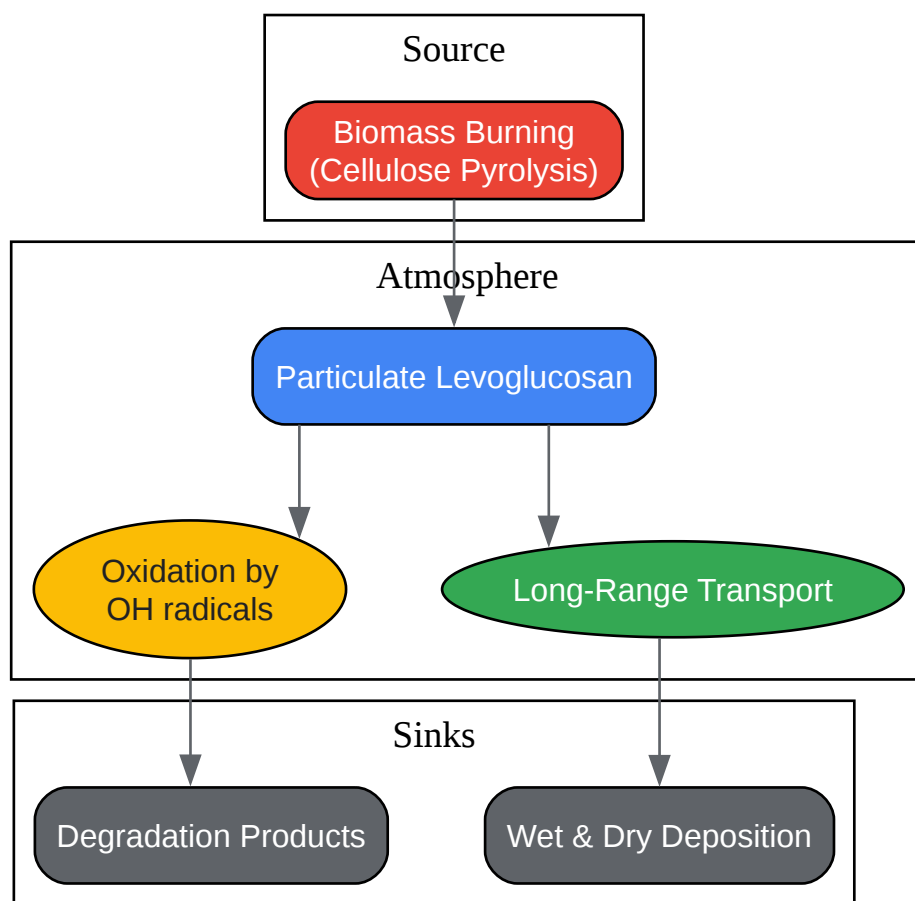 Source
Biomass Burning
(Cellulose Pyrolysis)
Atmosphere
Particulate Levoglucosan
Oxidation by
OH radicals
Long-Range Transport
Sinks
Degradation Products
Wet & Dry Deposition